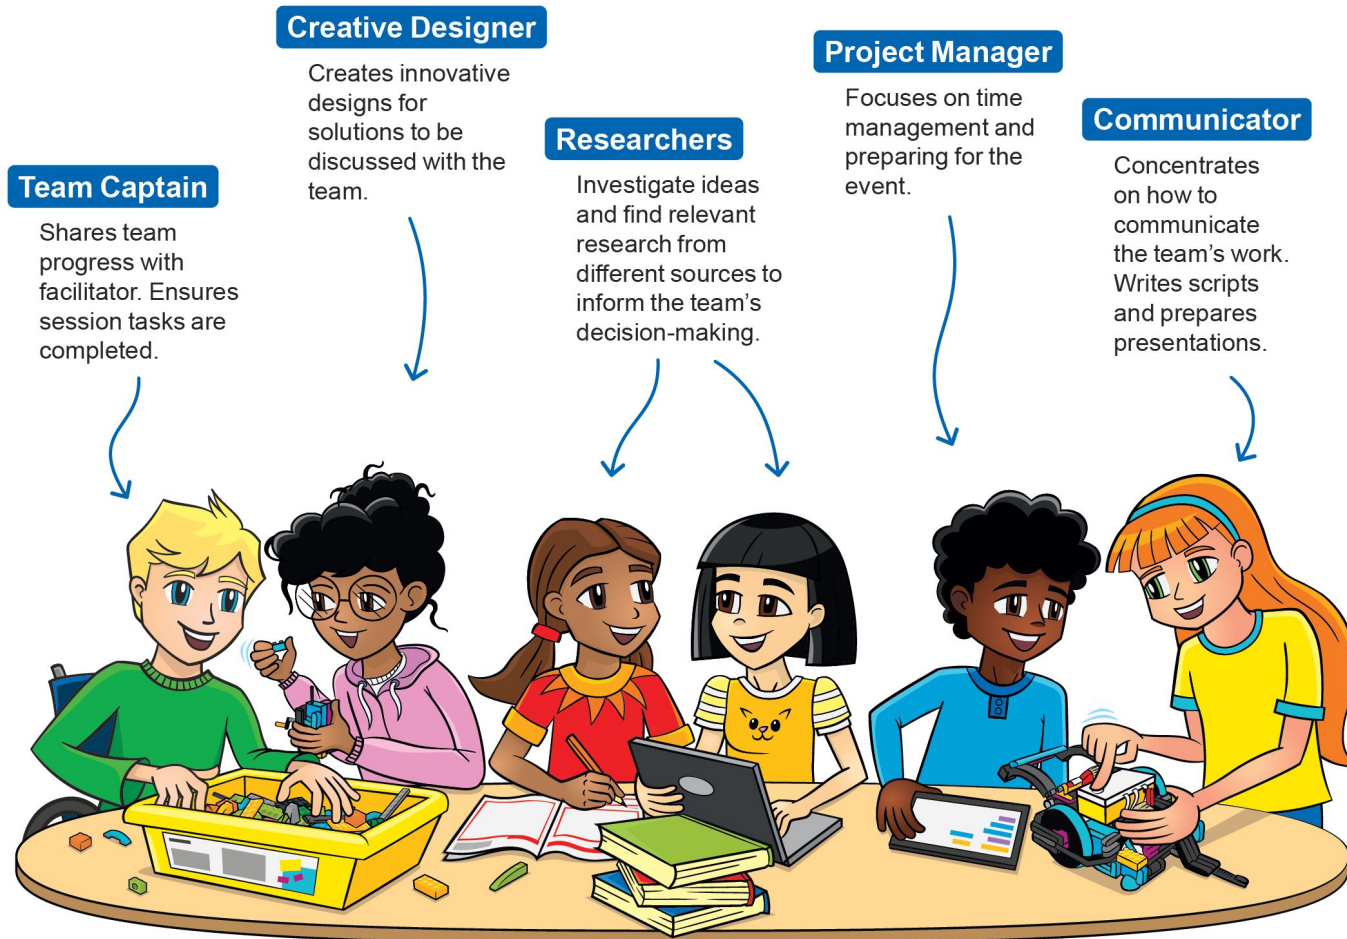 Team Captain
Shares team
progress with
facilitator. Ensures
session tasks are
completed.
Creative Designer
Creates innovative
designs for
solutions to be
discussed with the
team.
Researchers
Investigate ideas
and find relevant
research from
different sources to
inform the team’s
decision-making.
Project Manager
Focuses on time
management and
preparing for the
event.
Communicator
Concentrates
on how to
communicate
the team’s work.
Writes scripts
and prepares
presentations.